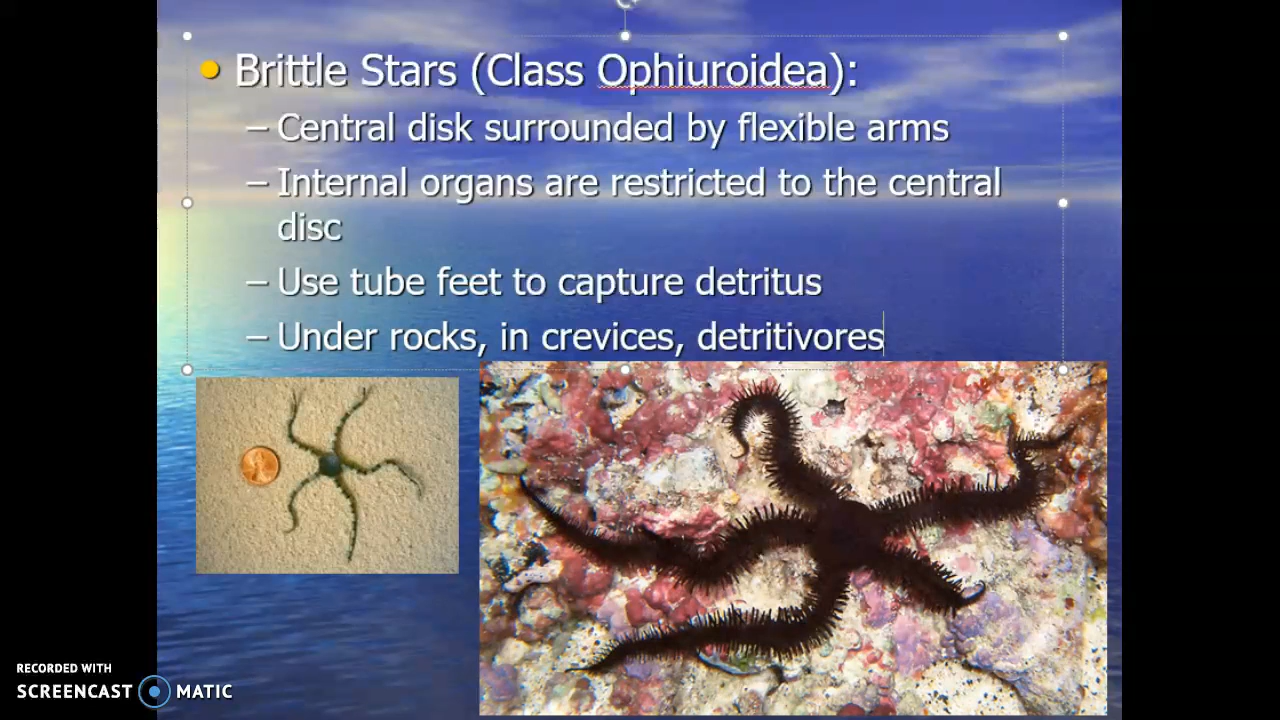 Brittle Stars (Class Ophiuroidea):
– Central disk surrounded by flexible arms
– Internal organs are restricted to the central
disc
– Use tube feet to capture detritus
– Under rocks, in crevices, detritivores
RECORDED WITH
SCREENCAST MATIC